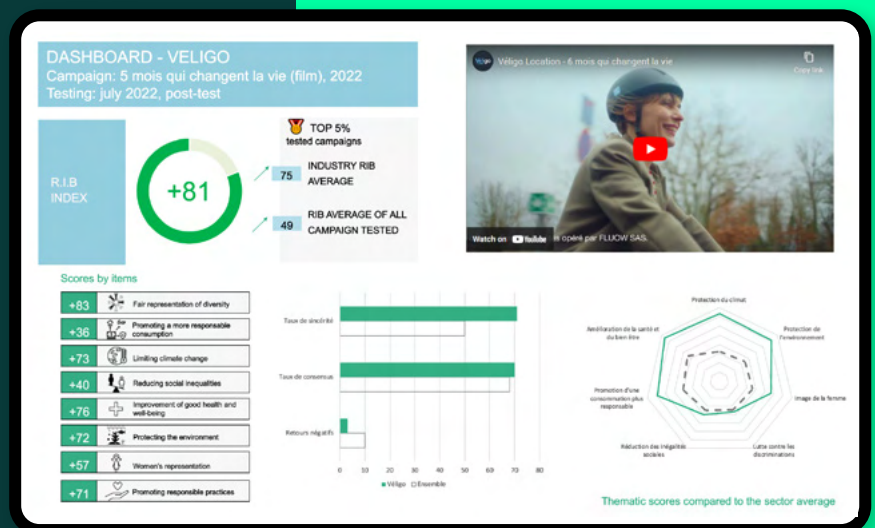 DASHBOARD - VELIGO
Campaign: 5 mois qui changent la vie (film), 2022
Testing: july 2022, post-test
R.I.B
INDEX
+81
TOP 5%
tested campaigns
75
INDUSTRY RIB
AVERAGE
49
RIB AVERAGE OF ALL
CAMPAIGN TESTED
Véligo Location - 6 mois qui changent la vie
Copy link
Watch on YouTube
is opéré par FLUOW SAS.
Scores by items
+83
Fair representation of diversity
+36
Promoting a more responsible
consumption
+73
Limiting climate change
+40
Reducing social inequalities
+76
Improvement of good health and
well-being
+72
Protecting the environment
+57
Women's representation
+71
Promoting responsible practices
Taux de sincérité
Taux de consensus
Retours négatifs
0 10 20 30 40 50 60 70 80
Véligo Ensemble
Protection du climat
Protection de
l'environnement
Image de la femme
Lutte contre les
discriminations
Réduction des inégalités
sociales
Promotion d'une
consommation plus
responsable
Amélioration de la santé et
du bien être
Thematic scores compared to the sector average